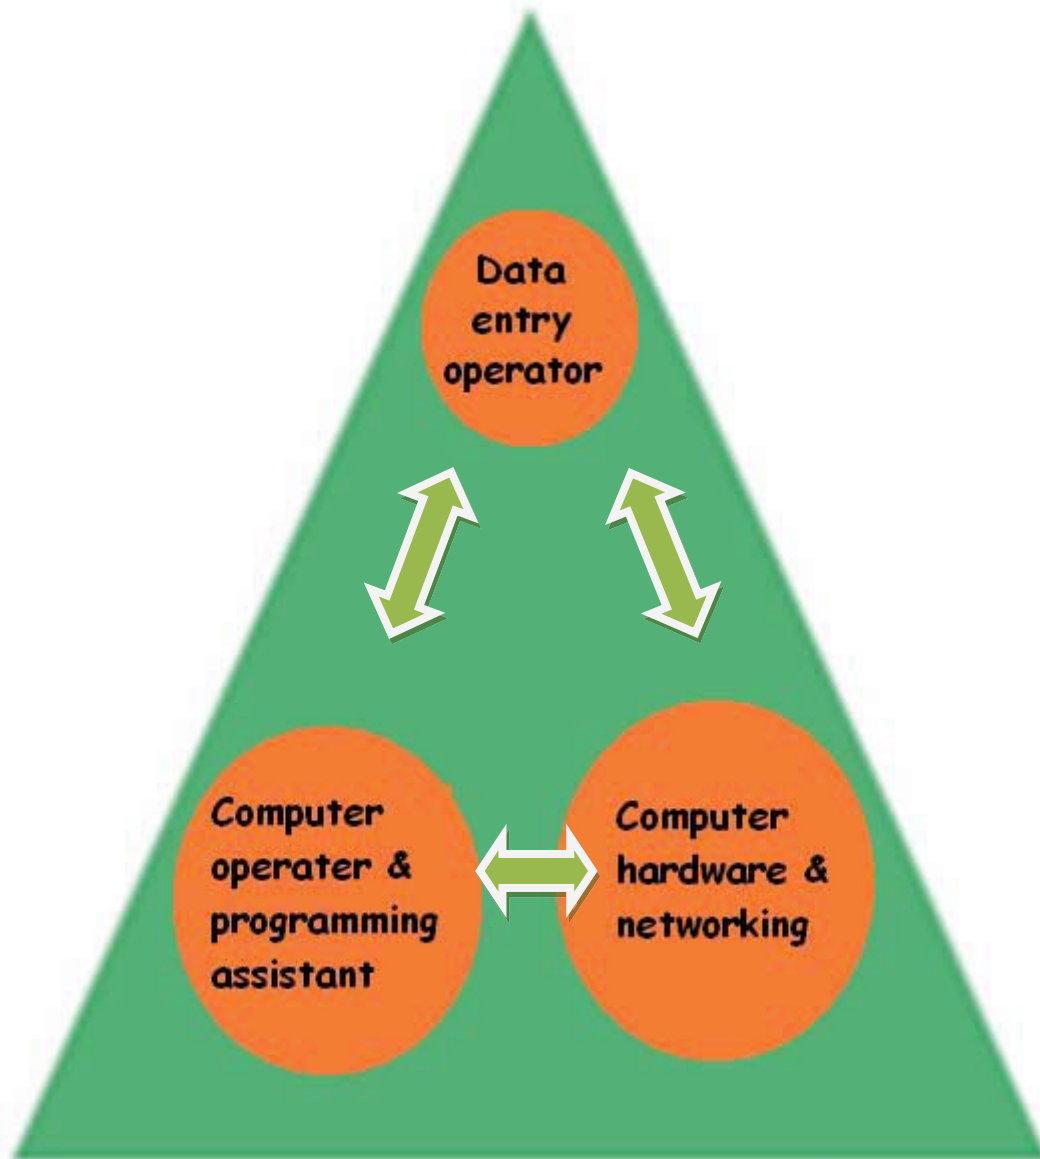 Data
entry
operator
Computer
operater &
programming
assistant
Computer
hardware &
networking